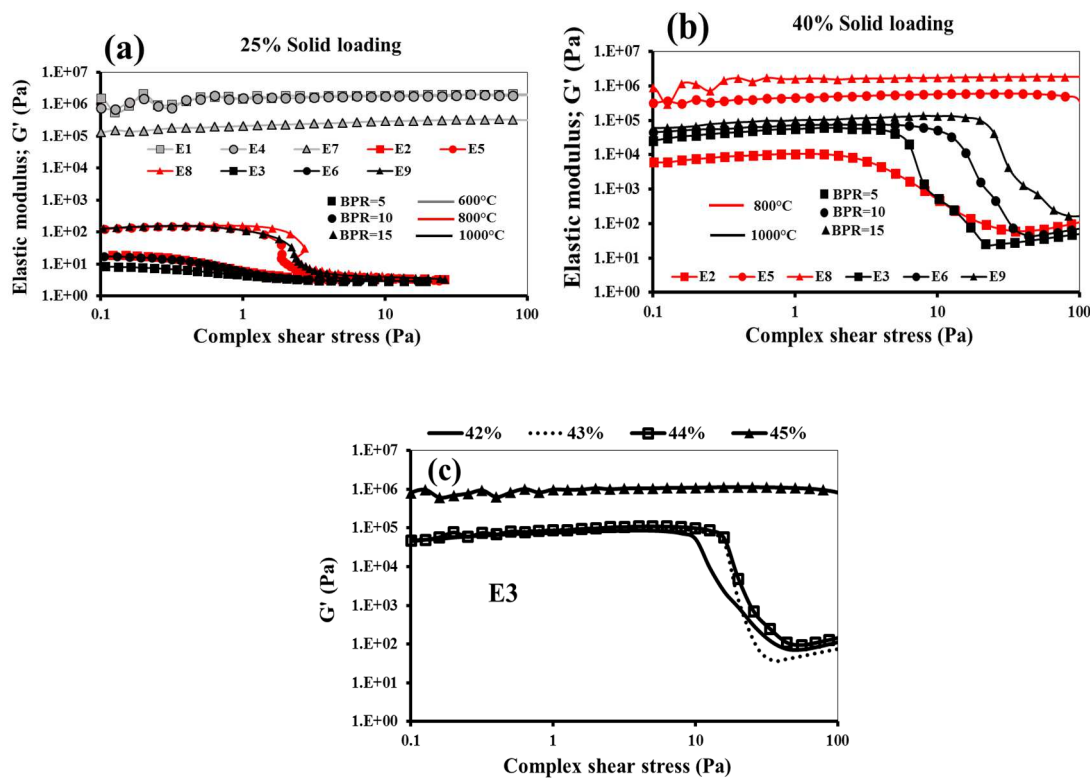 (a)
25% Solid loading
Elastic modulus; G' (Pa)
1.E+07
1.E+06
1.E+05
1.E+04
1.E+03
1.E+02
1.E+01
1.E+00
E1 E4 E7 E2 E5
E8 E3 E6 E9
BPR=5 600°C
BPR=10 800°C
BPR=15 1000°C
0.1 1 10 100
Complex shear stress (Pa)
(b)
40% Solid loading
Elastic modulus; G' (Pa)
1.E+07
1.E+06
1.E+05
1.E+04
1.E+03
1.E+02
1.E+01
1.E+00
800°C
1000°C
BPR=5
BPR=10
BPR=15
E2 E5 E8 E3 E6 E9
0.1 1 10 100
Complex shear stress (Pa)
42% 43% 44% 45%
(c)
G' (Pa)
1.E+07
1.E+06
1.E+05
1.E+04
1.E+03
1.E+02
1.E+01
1.E+00
E3
0.1 1 10 100
Complex shear stress (Pa)